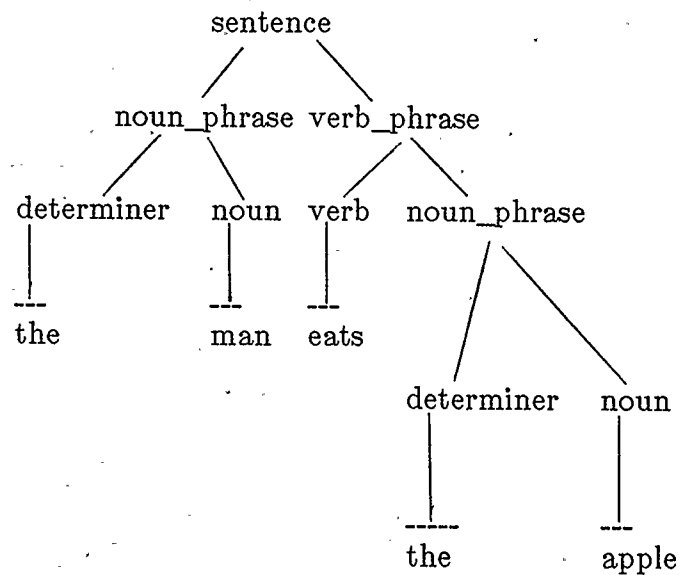 sentence
noun_phrase verb_phrase
determiner noun verb noun_phrase
the man eats
determiner noun
the apple